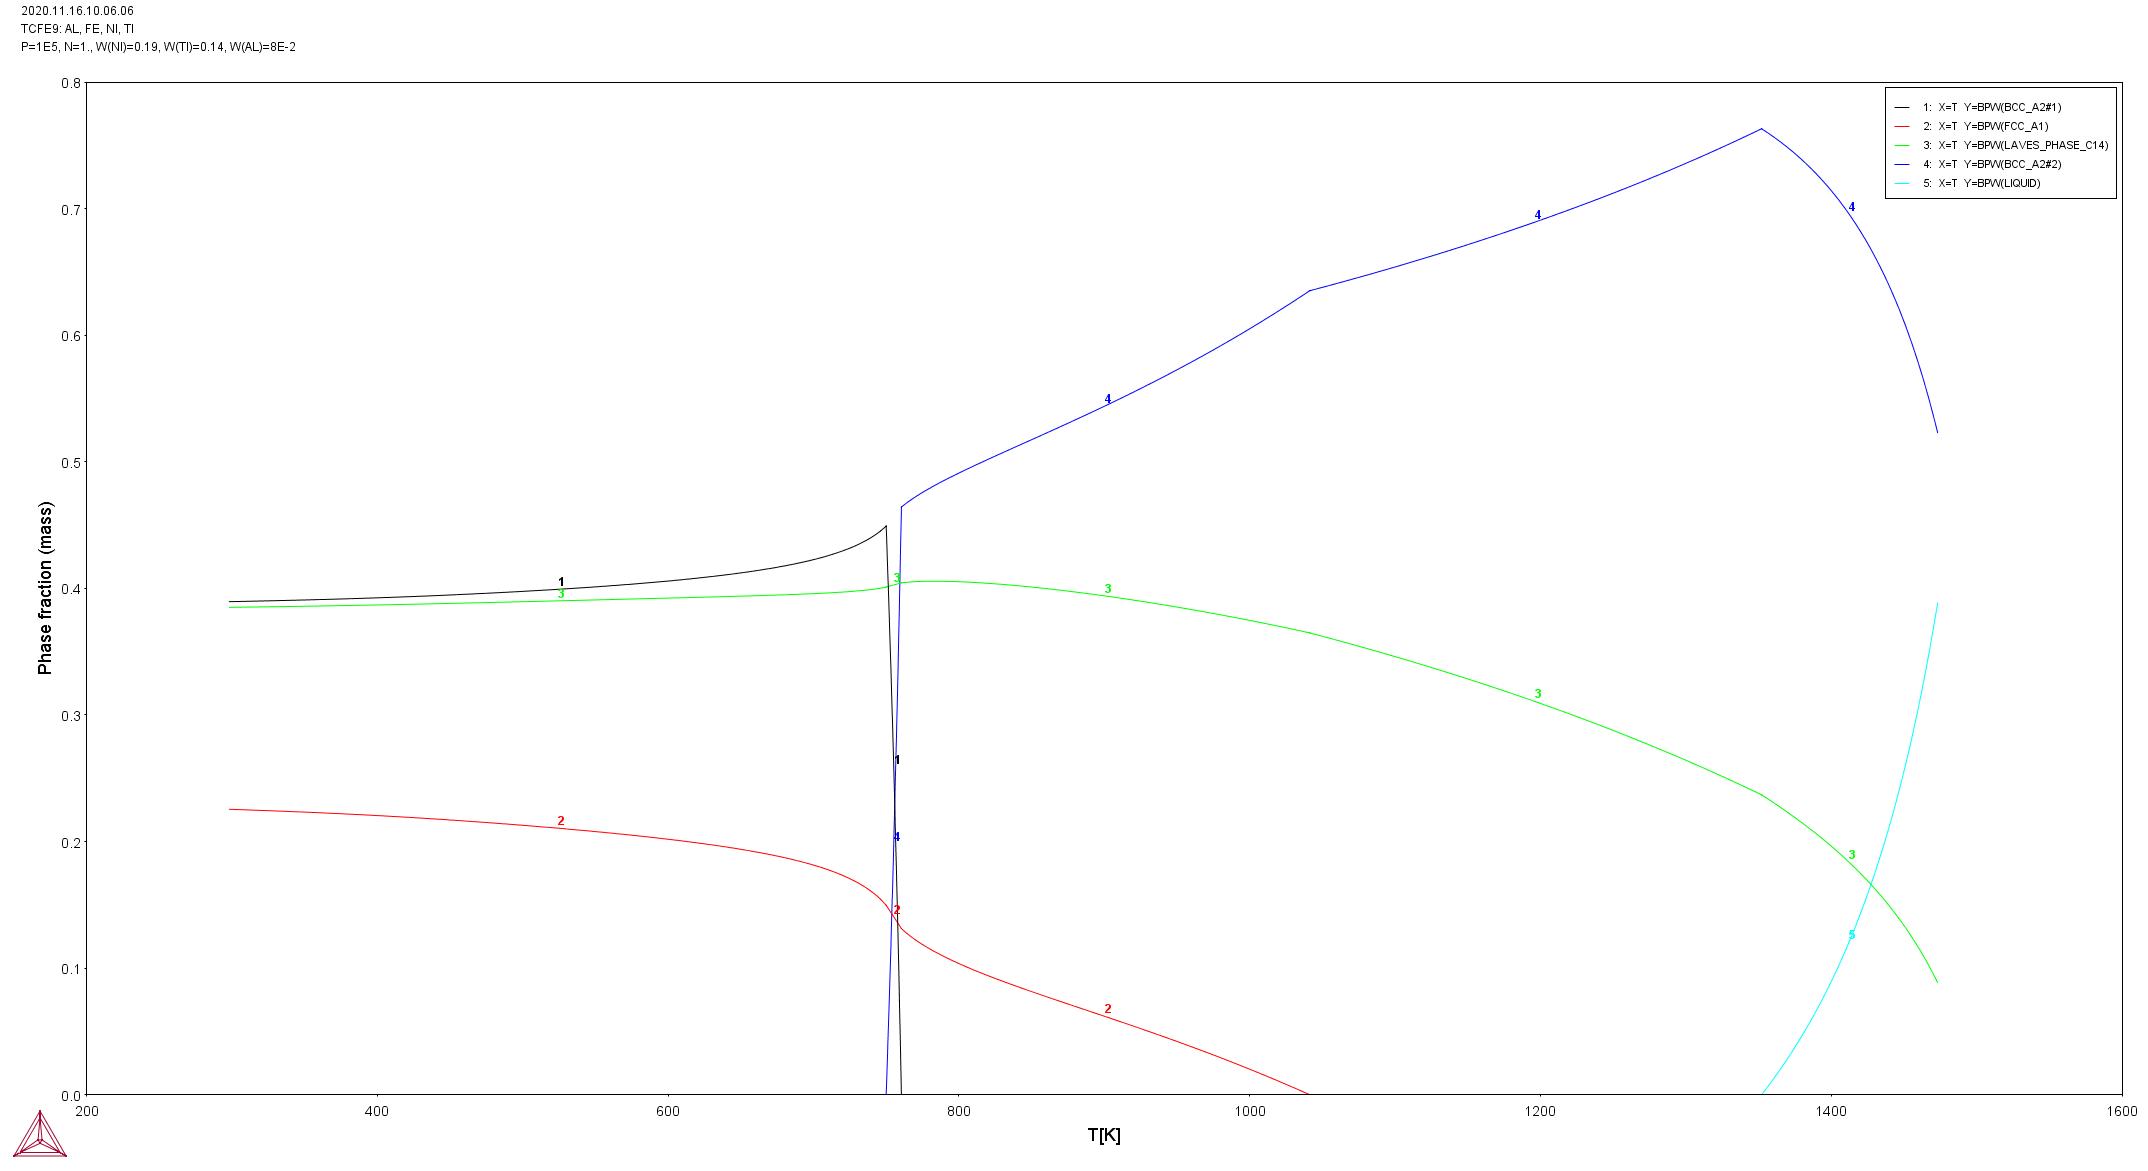 2020.11.16.10.06.06
TCFE9: AL, FE, NI, TI
P=1E5, N=1., W(NI)=0.19, W(TI)=0.14, W(AL)=8E-2
1: X=T Y=BPW(BCC_A2#1)
2: X=T Y=BPW(FCC_A1)
3: X=T Y=BPW(LAVES_PHASE_C14)
4: X=T Y=BPW(BCC_A2#2)
5: X=T Y=BPW(LIQUID)
Phase fraction (mass)
0.8
0.7
0.6
0.5
0.4
0.3
0.2
0.1
0.0
1
3
2
3
1
4
2
4
3
2
4
3
4
3
5
200 400 600 800 1000 1200 1400 1600
T[K]